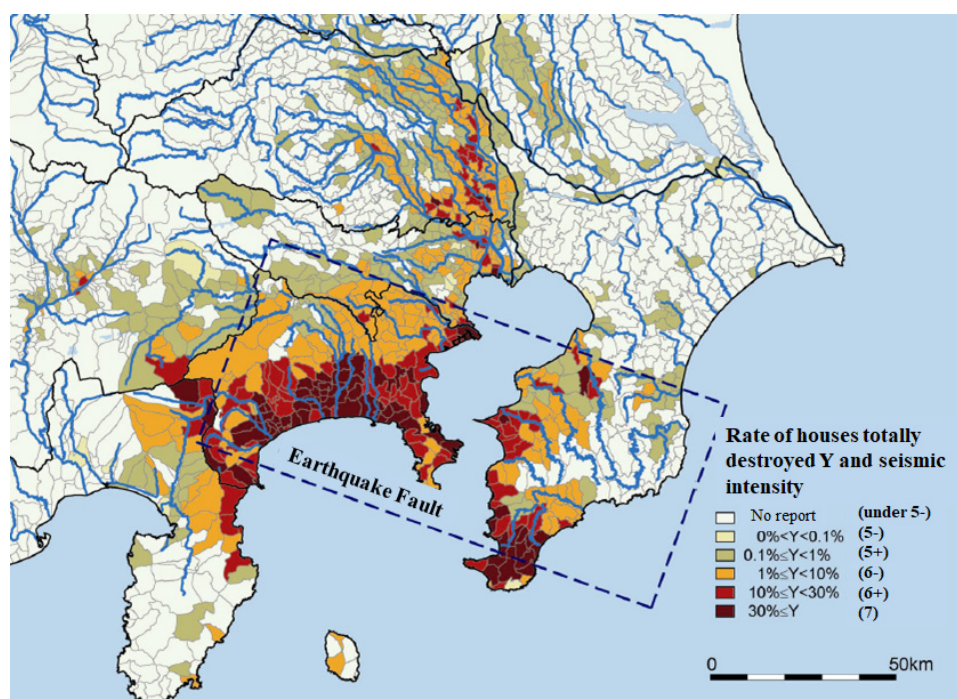 Earthquake Fault
Rate of houses totally
destroyed Y and seismic
intensity
No report (under 5-)
0%<Y<0.1% (5-)
0.1%≤Y<1% (5+)
1%≤Y<10% (6-)
10%≤Y<30% (6+)
30%≤Y (7)
0 50km